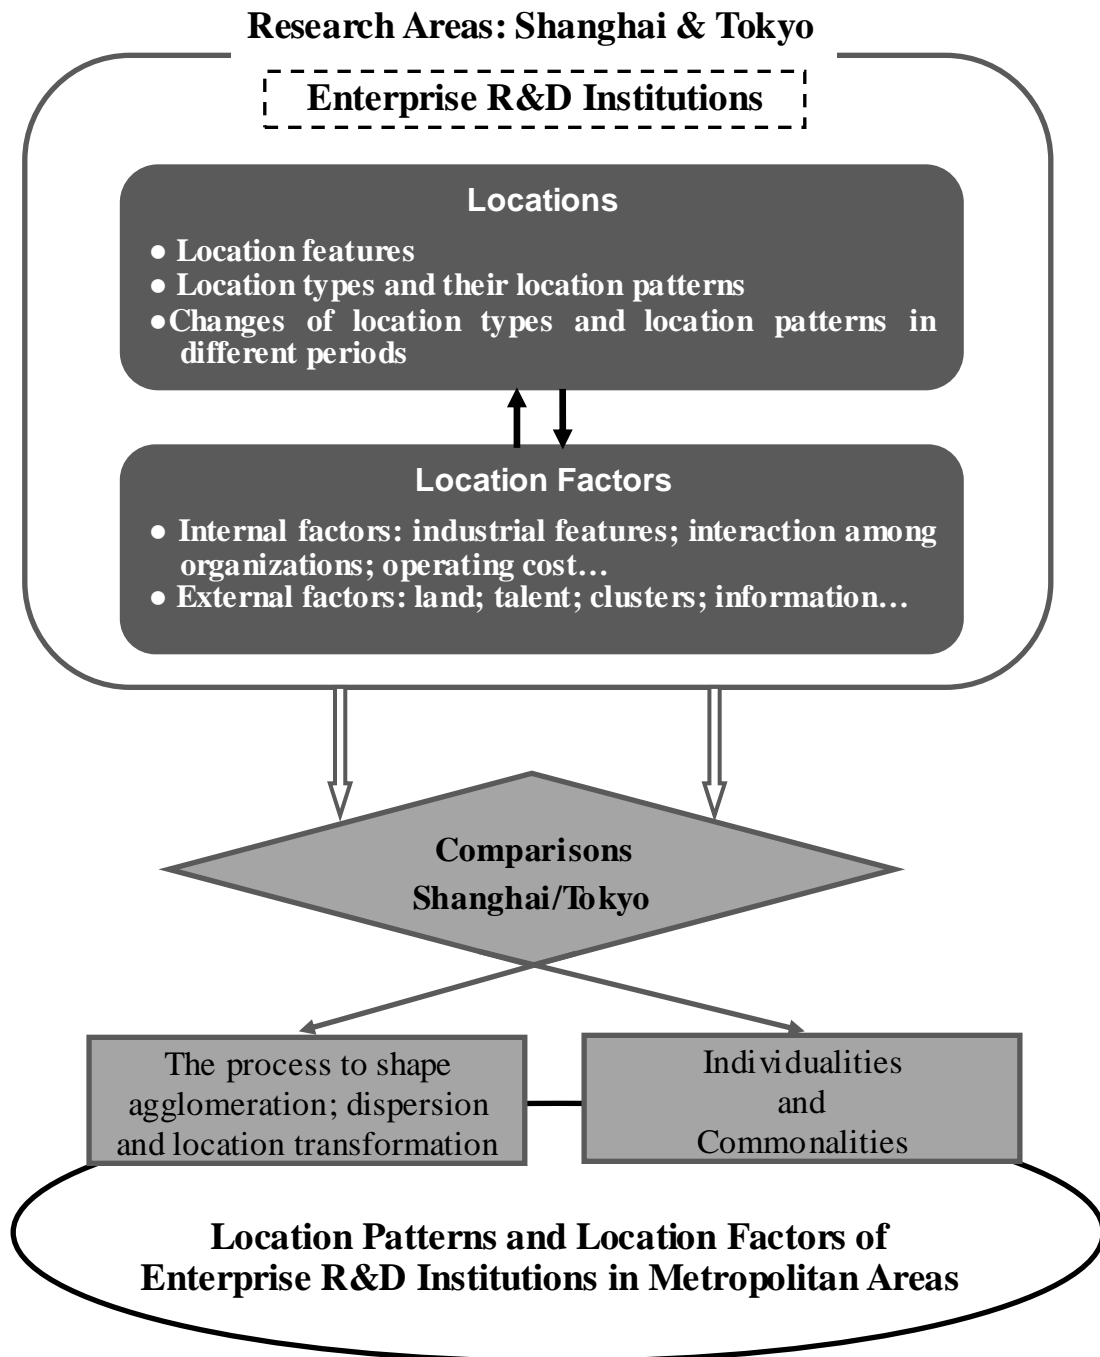 Research Areas: Shanghai & Tokyo
Enterprise R&D Institutions
Locations
● Location features
● Location types and their location patterns
●Changes of location types and location patterns in
different periods
Location Factors
● Internal factors: industrial features; interaction among
organizations; operating cost…
● External factors: land; talent; clusters; information…
Comparisons
Shanghai/Tokyo
The process to shape
agglomeration; dispersion
and location transformation
Individualities
and
Commonalities
Location Patterns and Location Factors of
Enterprise R&D Institutions in Metropolitan Areas